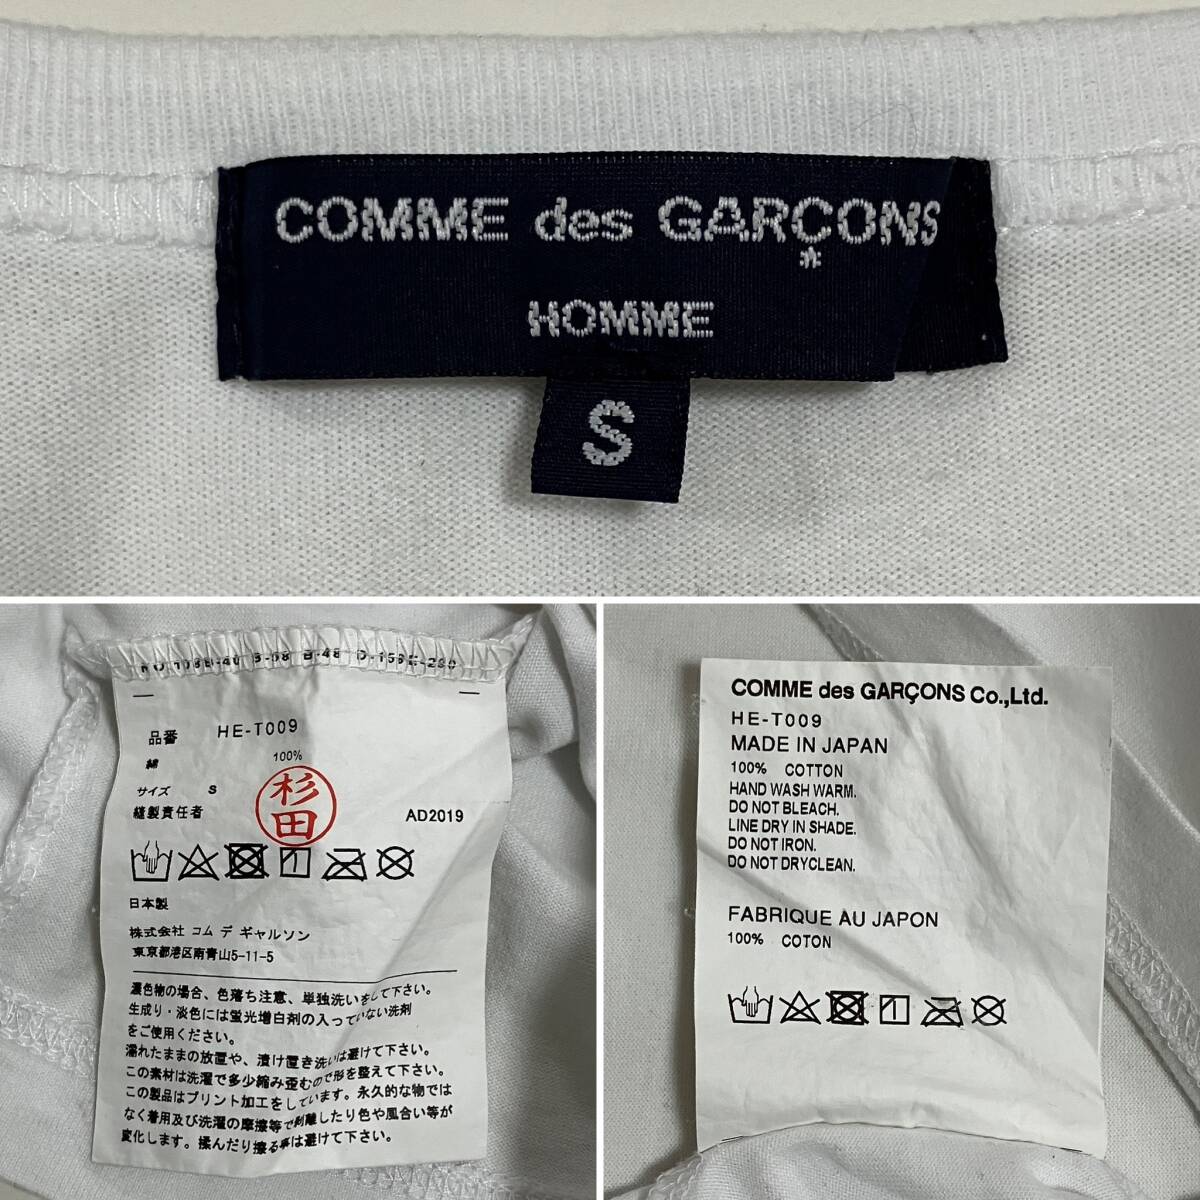 COMME des GARÇONS
HOMME
S
品番 HE-T009
綿 100%
サイズ S
杉田
縫製責任者 AD2019
日本製
株式会社 コム デ ギャルソン
東京都港区南青山5-11-5
濃色物の場合、色落ち注意、単独洗いをして下さい。
生成り・淡色には蛍光増白剤の入っていない洗剤
をご使用ください。
濡れたままの放置や、漬け置き洗いは避けて下さい。
この素材は洗濯で多少縮み歪むので形を整えて下さい。
この製品はプリント加工をしています。永久的な物では
なく着用及び洗濯の摩擦等で剥離したり色や風合い等が
変化します。揉んだり擦る事は避けて下さい。
COMME des GARÇONS Co.,Ltd.
HE-T009
MADE IN JAPAN
100% COTTON
HAND WASH WARM.
DO NOT BLEACH.
LINE DRY IN SHADE.
DO NOT IRON.
DO NOT DRYCLEAN.
FABRIQUE AU JAPON
100% COTON